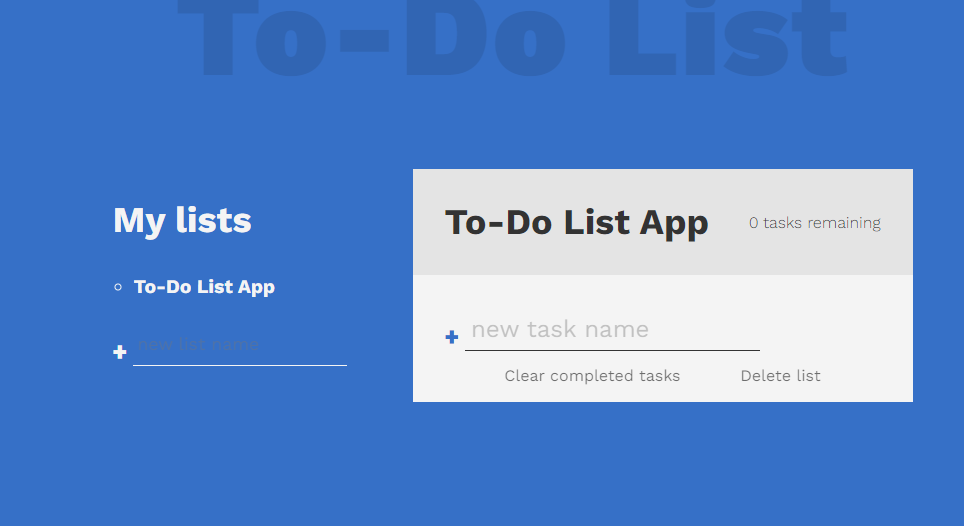 To-Do List
My lists
To-Do List App
+ new list name
To-Do List App
0 tasks remaining
+ new task name
Clear completed tasks
Delete list